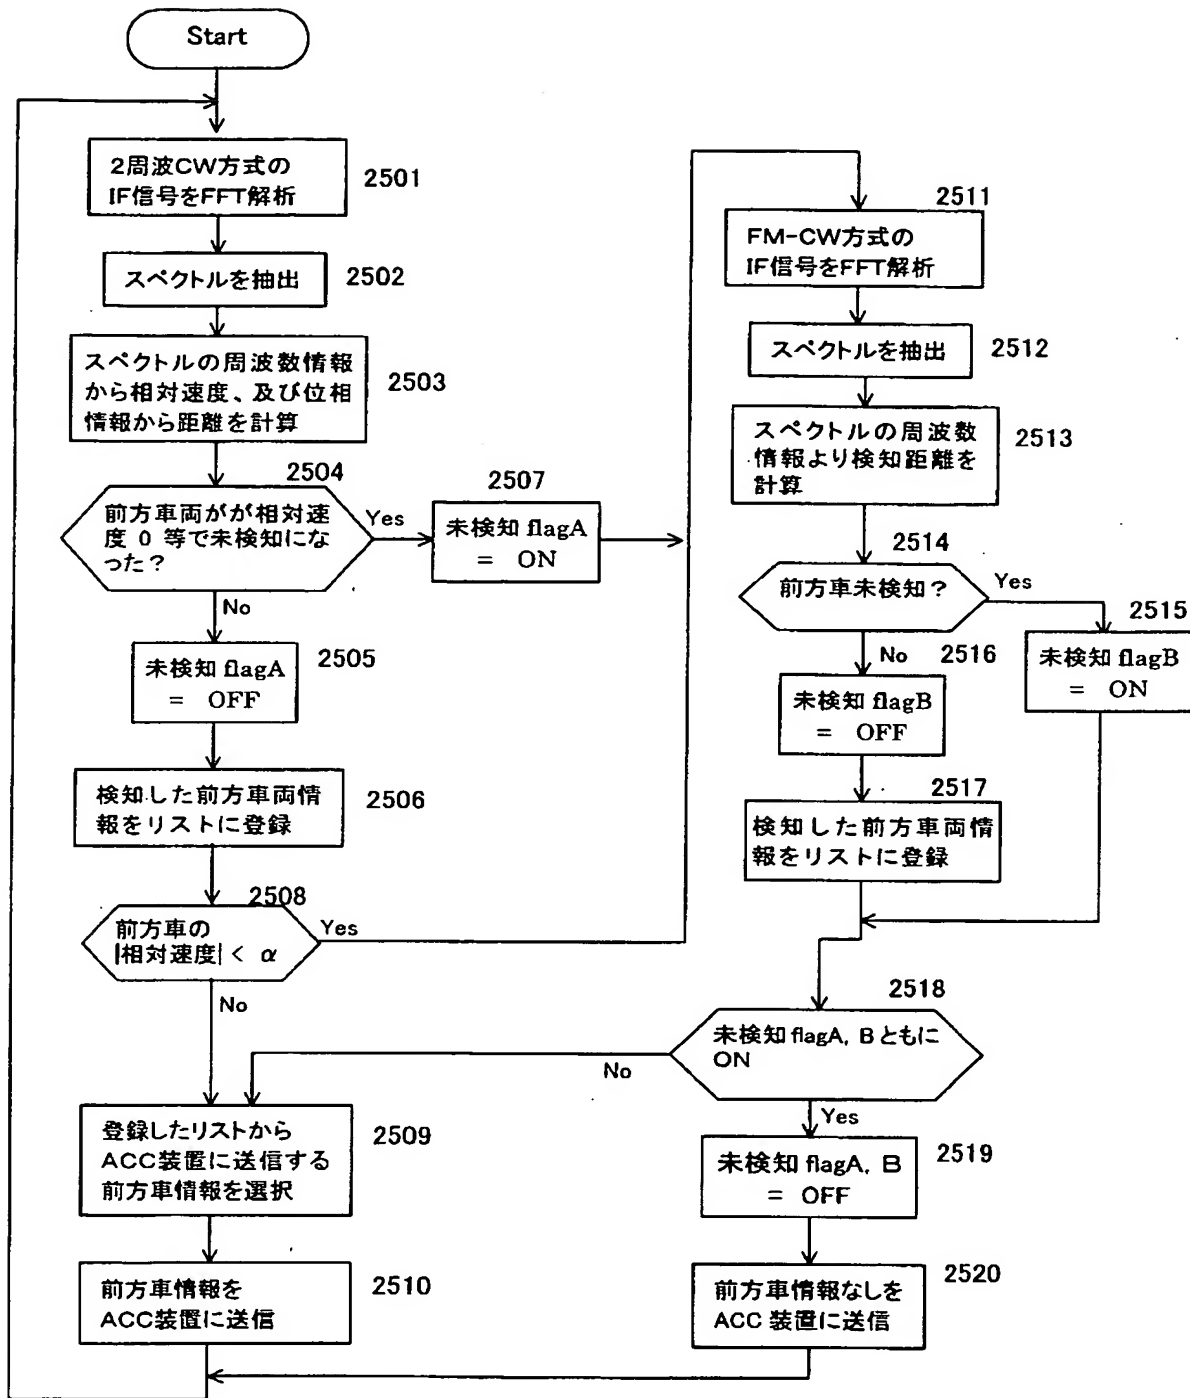 Start
2周波CW方式の
IF信号をFFT解析
2501
スペクトルを抽出
2502
スペクトルの周波数情報
から相対速度、及び位相
情報から距離を計算
2503
2504
前方車両がが相対速
度 0 等で未検知にな
った？
Yes
2507
未検知 flagA
= ON
No
2505
未検知 flagA
= OFF
検知した前方車両情
報をリストに登録
2506
2508
前方車の
|相対速度| < α
Yes
No
登録したリストから
ACC装置に送信する
前方車情報を選択
2509
前方車情報を
ACC装置に送信
2510
2511
FM-CW方式の
IF信号をFFT解析
スペクトルを抽出
2512
スペクトルの周波数
情報より検知距離を
計算
2513
2514
前方車未検知？
Yes
2515
未検知 flagB
= ON
No
2516
未検知 flagB
= OFF
2517
検知した前方車両情
報をリストに登録
2518
未検知 flagA, B ともに
ON
No
Yes
未検知 flagA, B
= OFF
2519
前方車情報なしを
ACC 装置に送信
2520